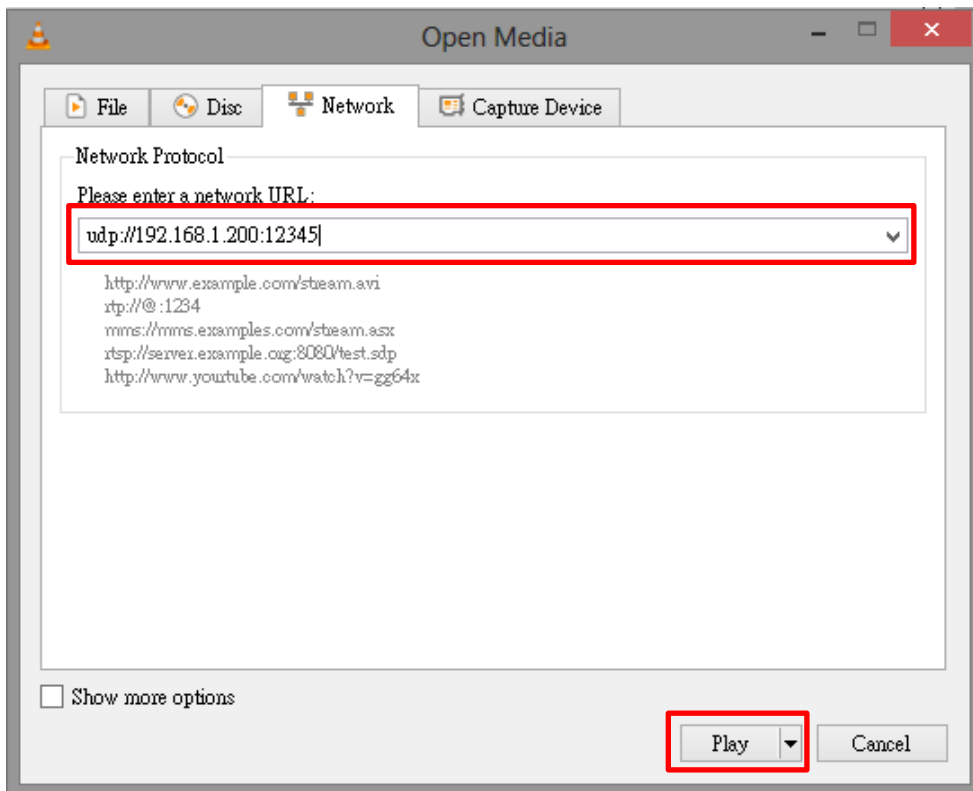 Open Media
File Disc Network Capture Device
Network Protocol
Please enter a network URL:
udp://192.168.1.200:12345
http://www.example.com/stream.avi
rtp://@:1234
mms://mms.examples.com/stream.asx
rtsp://server.example.org:8080/test.sdp
http://www.yourtube.com/watch?v=gg64x
Show more options
Play Cancel